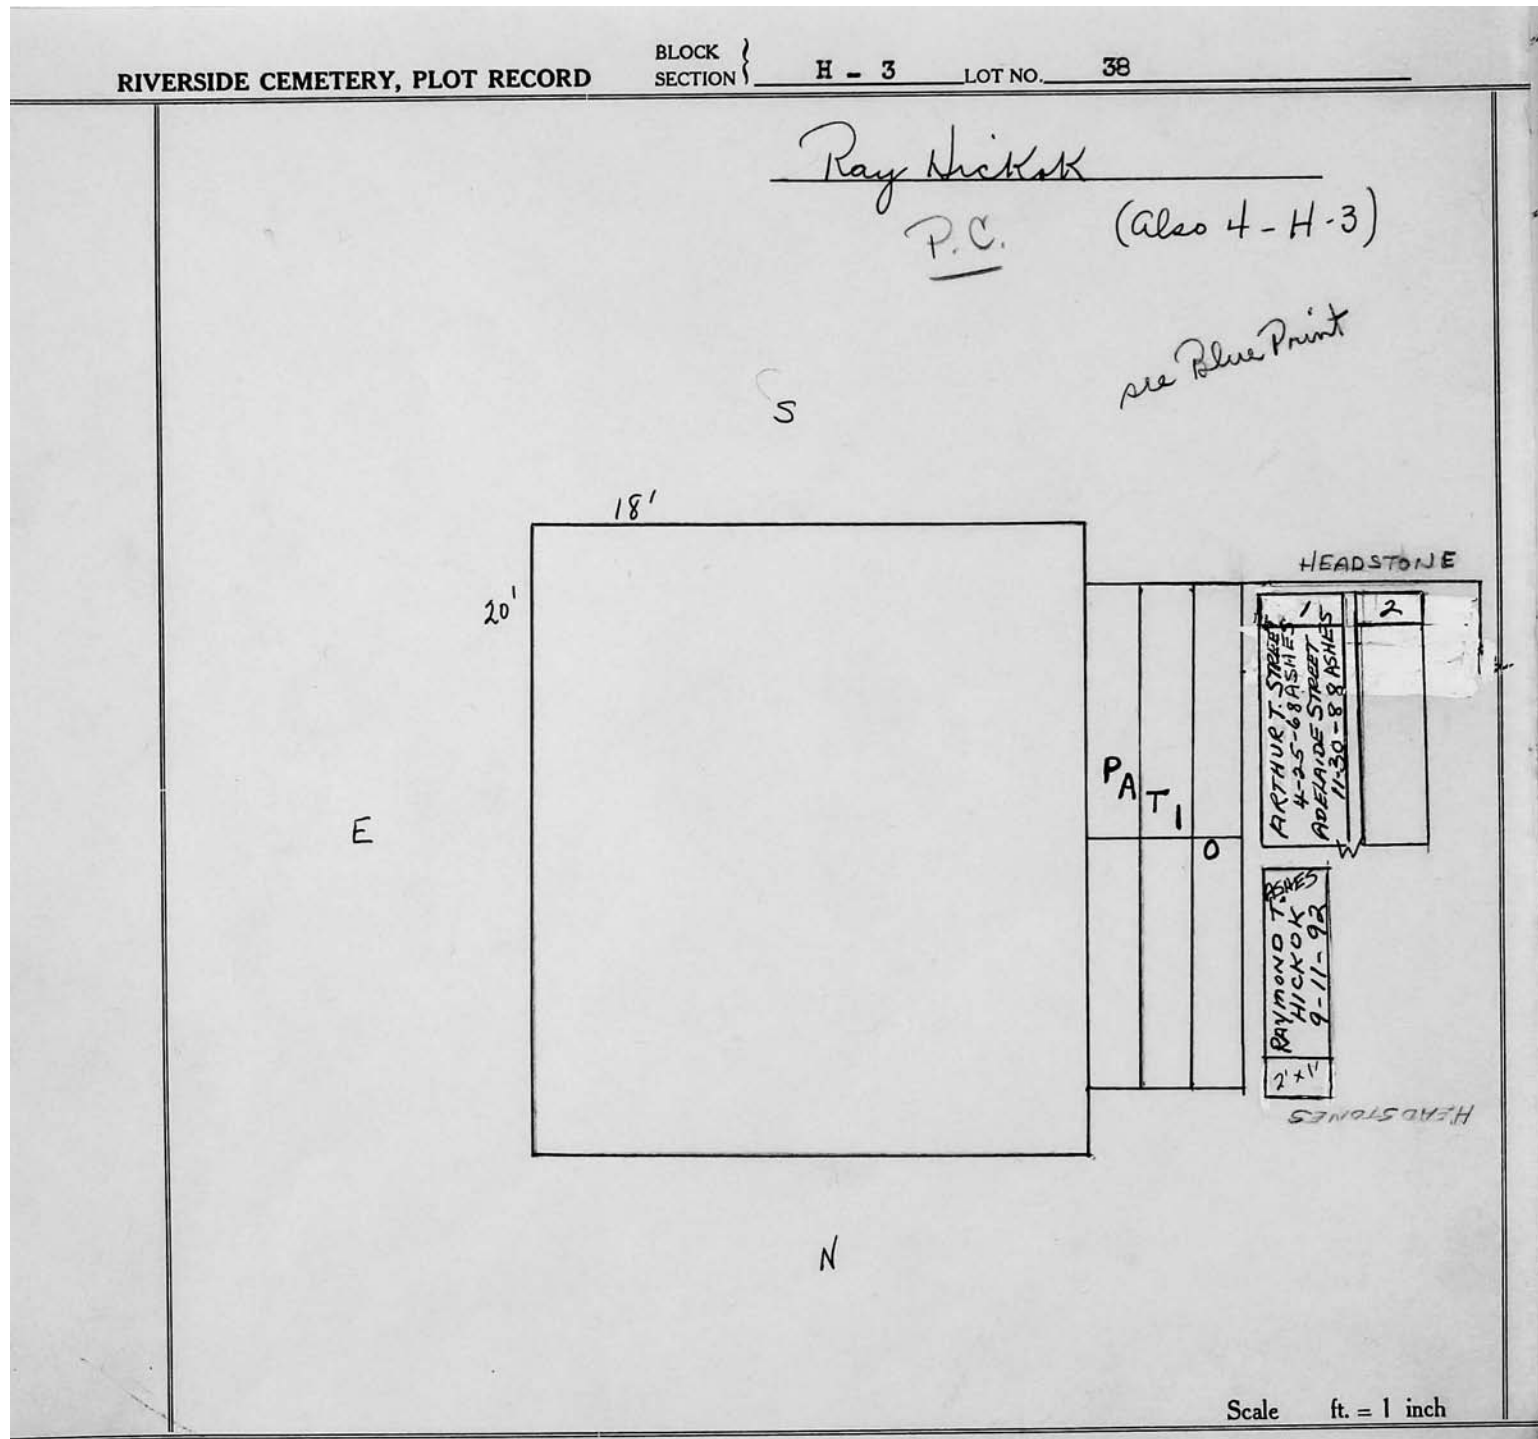 BLOCK
RIVERSIDE CEMETERY, PLOT RECORD SECTION H - 3 LOT NO. 38
Ray Hickok
P.C. (Also 4 - H - 3)
see Blue Print
S
18'
20'
HEADSTONE
1 2
ARTHUR T. STREET
4-25-68 ASHES
ADELAIDE STREET
11-30-88 ASHES
E
PATIO
ASHES
RAYMOND T.
HICKOK
9-11-92
2' x 1'
HEADSTONES
N
Scale ft. = 1 inch